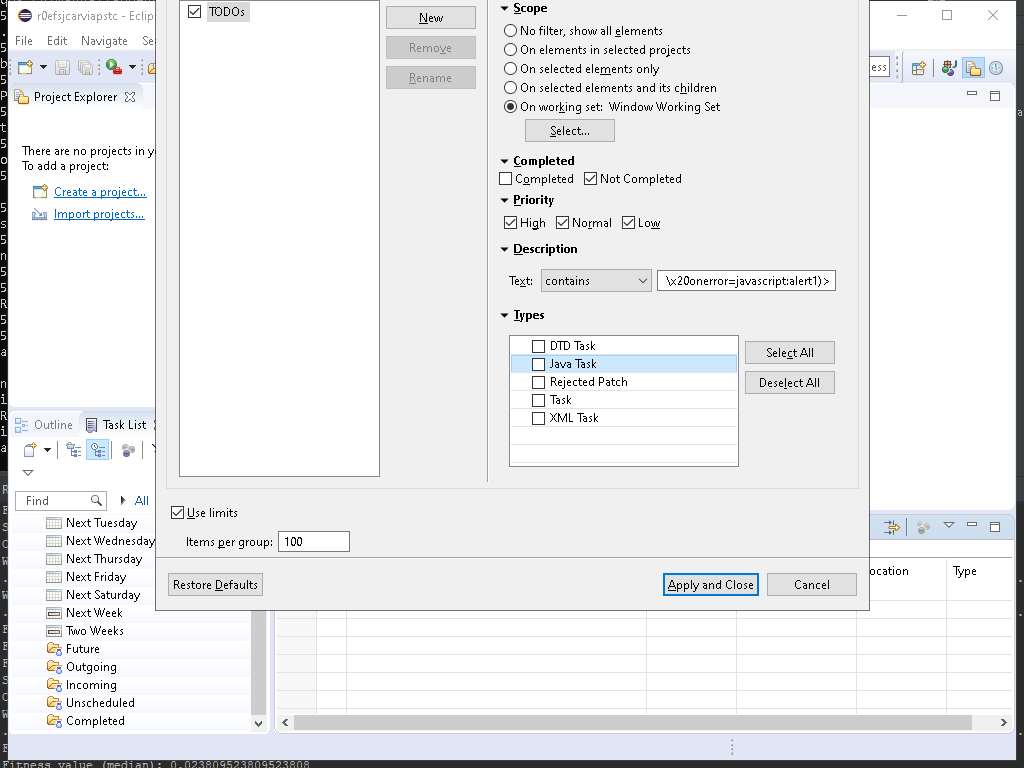 r0efsjcarviapstc - Eclip
File Edit Navigate Se
ess
Project Explorer
There are no projects in y
To add a project:
Create a project...
Import projects...
TODOs
New
Remove
Rename
Scope
No filter, show all elements
On elements in selected projects
On selected elements only
On selected elements and its children
On working set: Window Working Set
Select...
Completed
Completed Not Completed
Priority
High Normal Low
Description
Text: contains \x20onerror=javascript:alert1)>
Types
DTD Task
Java Task
Rejected Patch
Task
XML Task
Select All
Deselect All
Use limits
Items per group: 100
Restore Defaults
Apply and Close
Cancel
Outline Task List
Find All
Next Tuesday
Next Wednesday
Next Thursday
Next Friday
Next Saturday
Next Week
Two Weeks
Future
Outgoing
Incoming
Unscheduled
Completed
ocation Type
Fitness value (median): 0.023809523809523808